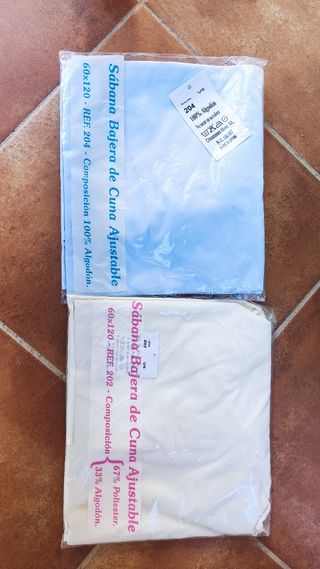 Sábana Bajera de Cuna Ajustable
60x120 - REF. 204 - Composición 100% Algodón.
204
100% Algodón
Sábana Bajera de Cuna Ajustable
60x120 - REF. 202 - Composición
67% Poliester.
33% Algodón.